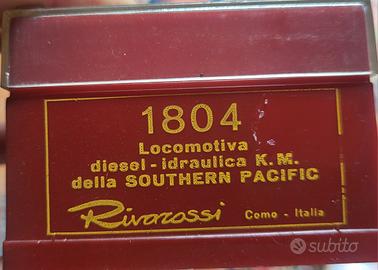 1804
Locomotiva
diesel-idraulica K.M.
della SOUTHERN PACIFIC
Rivarossi Como - Italia
subito